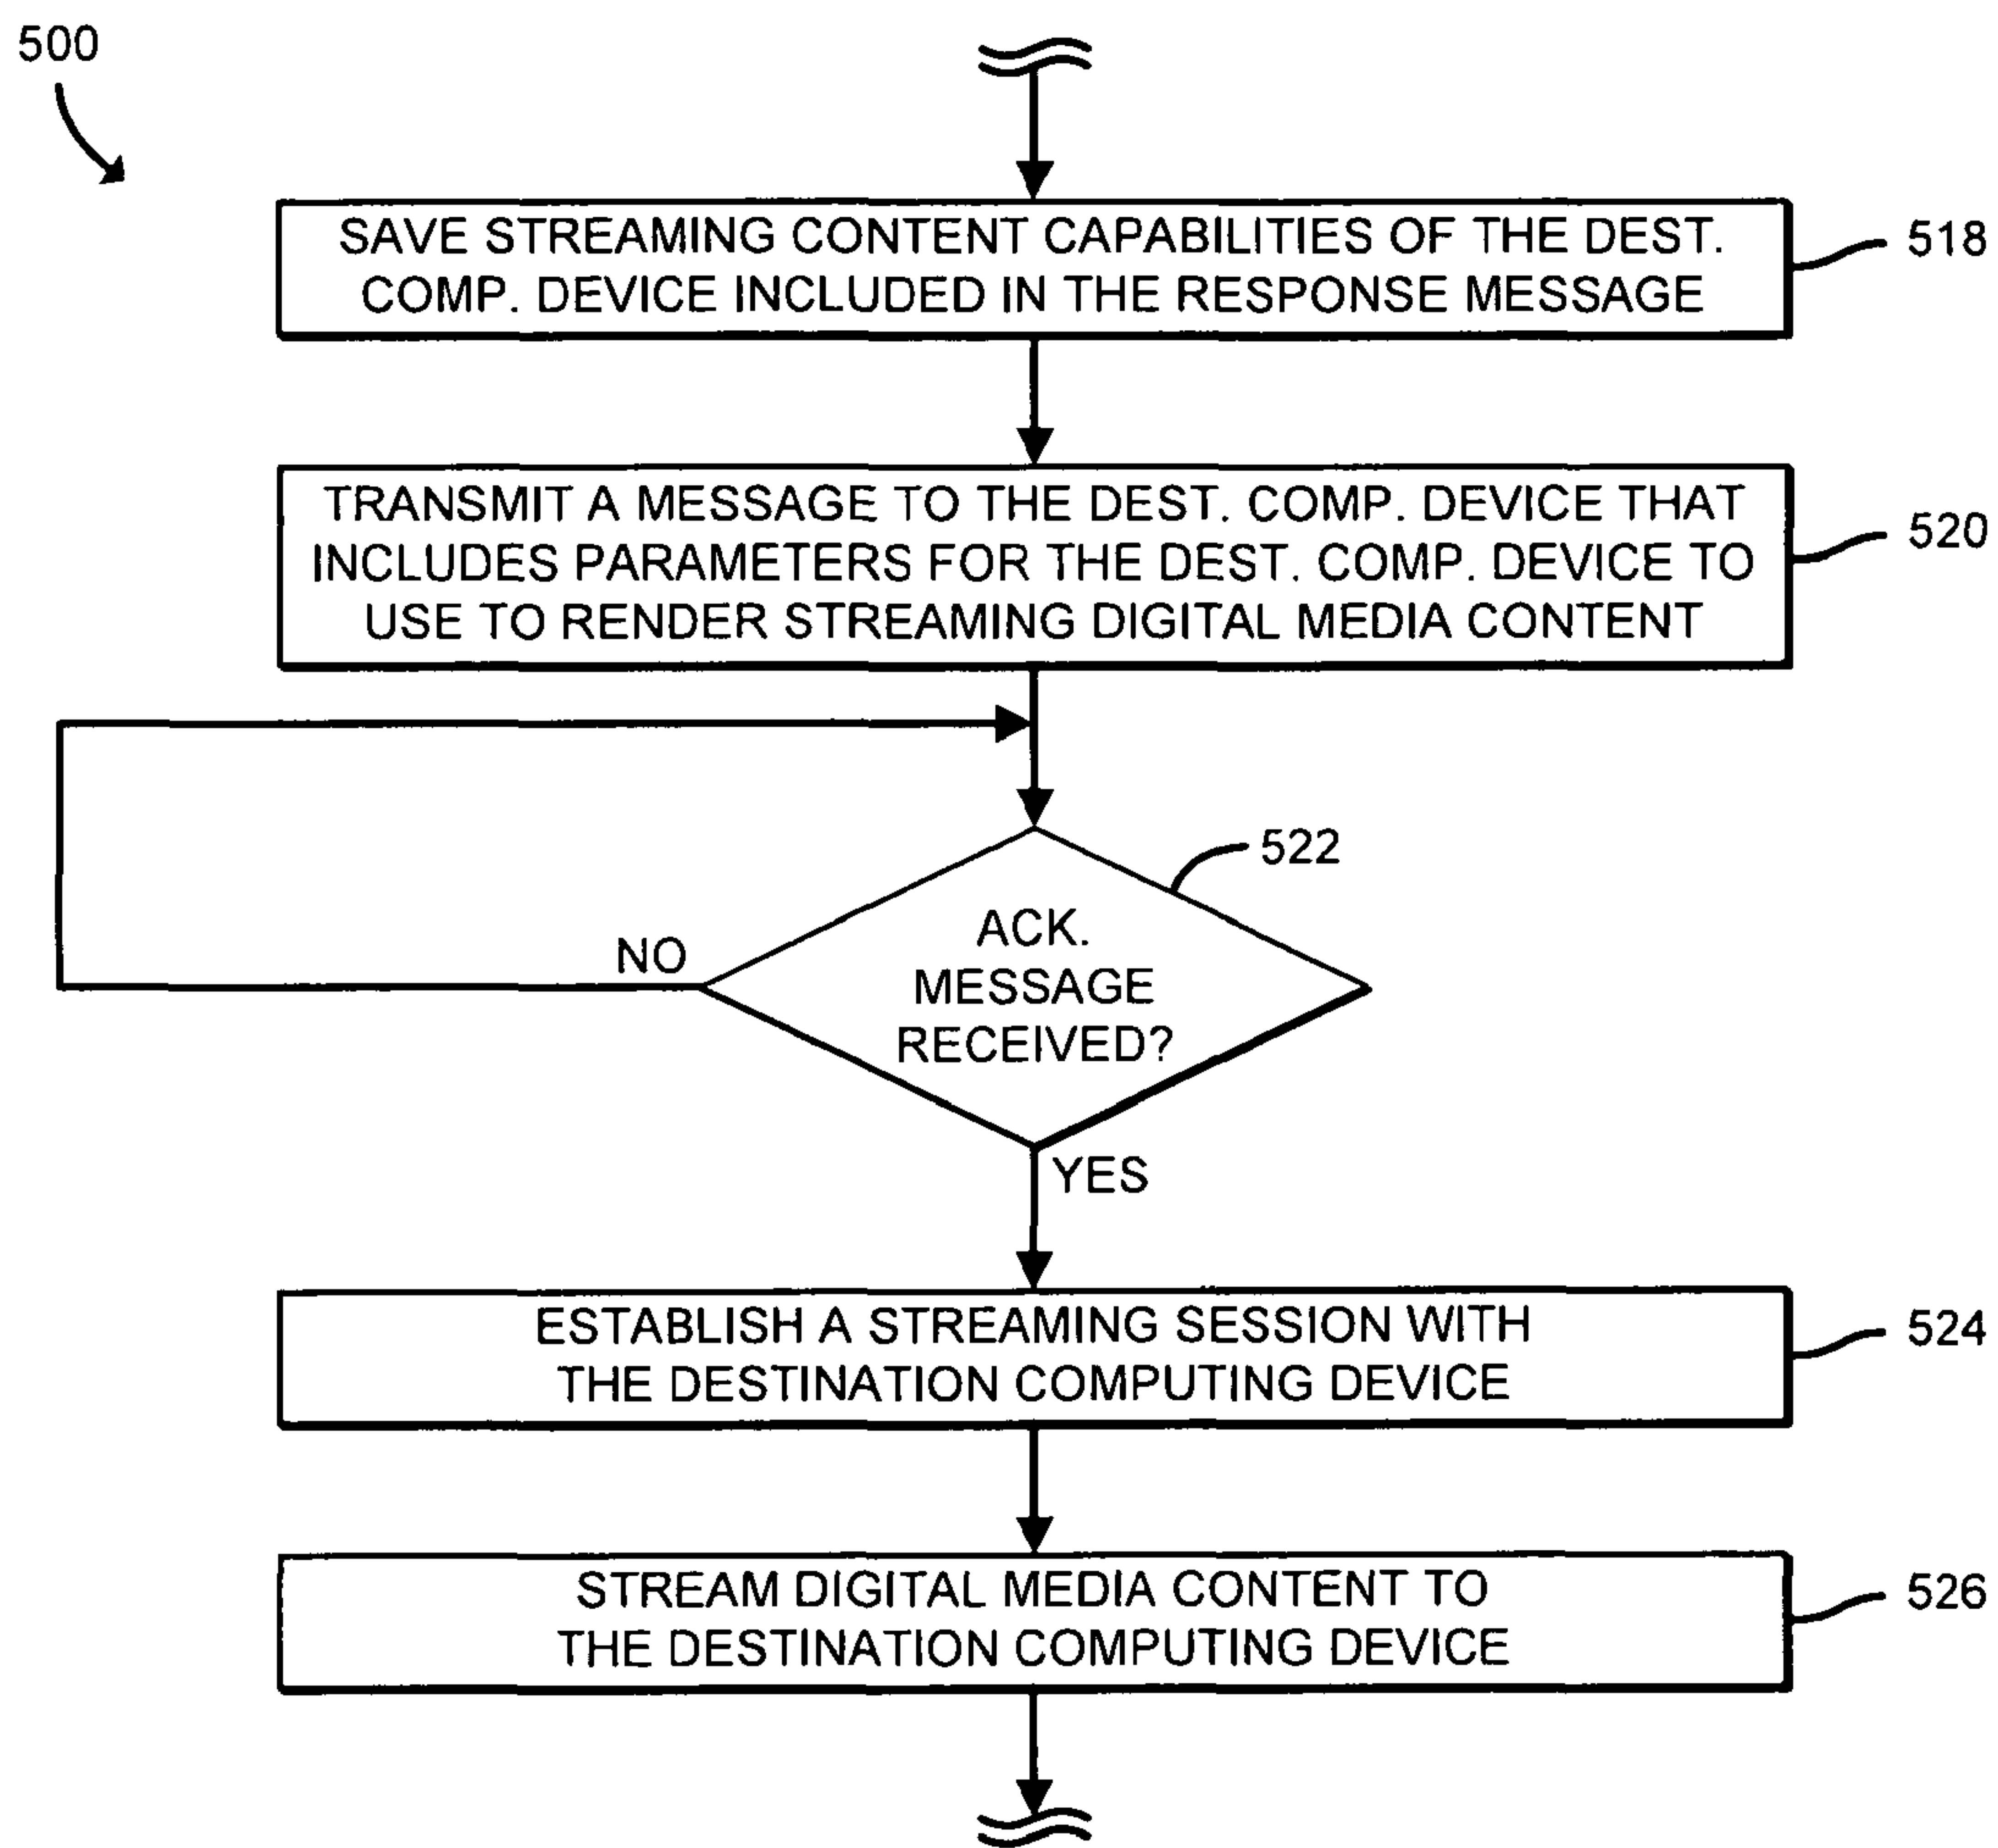 500
SAVE STREAMING CONTENT CAPABILITIES OF THE DEST.
COMP. DEVICE INCLUDED IN THE RESPONSE MESSAGE
518
TRANSMIT A MESSAGE TO THE DEST. COMP. DEVICE THAT
INCLUDES PARAMETERS FOR THE DEST. COMP. DEVICE TO
USE TO RENDER STREAMING DIGITAL MEDIA CONTENT
520
522
ACK.
MESSAGE
RECEIVED?
NO
YES
ESTABLISH A STREAMING SESSION WITH
THE DESTINATION COMPUTING DEVICE
524
STREAM DIGITAL MEDIA CONTENT TO
THE DESTINATION COMPUTING DEVICE
526